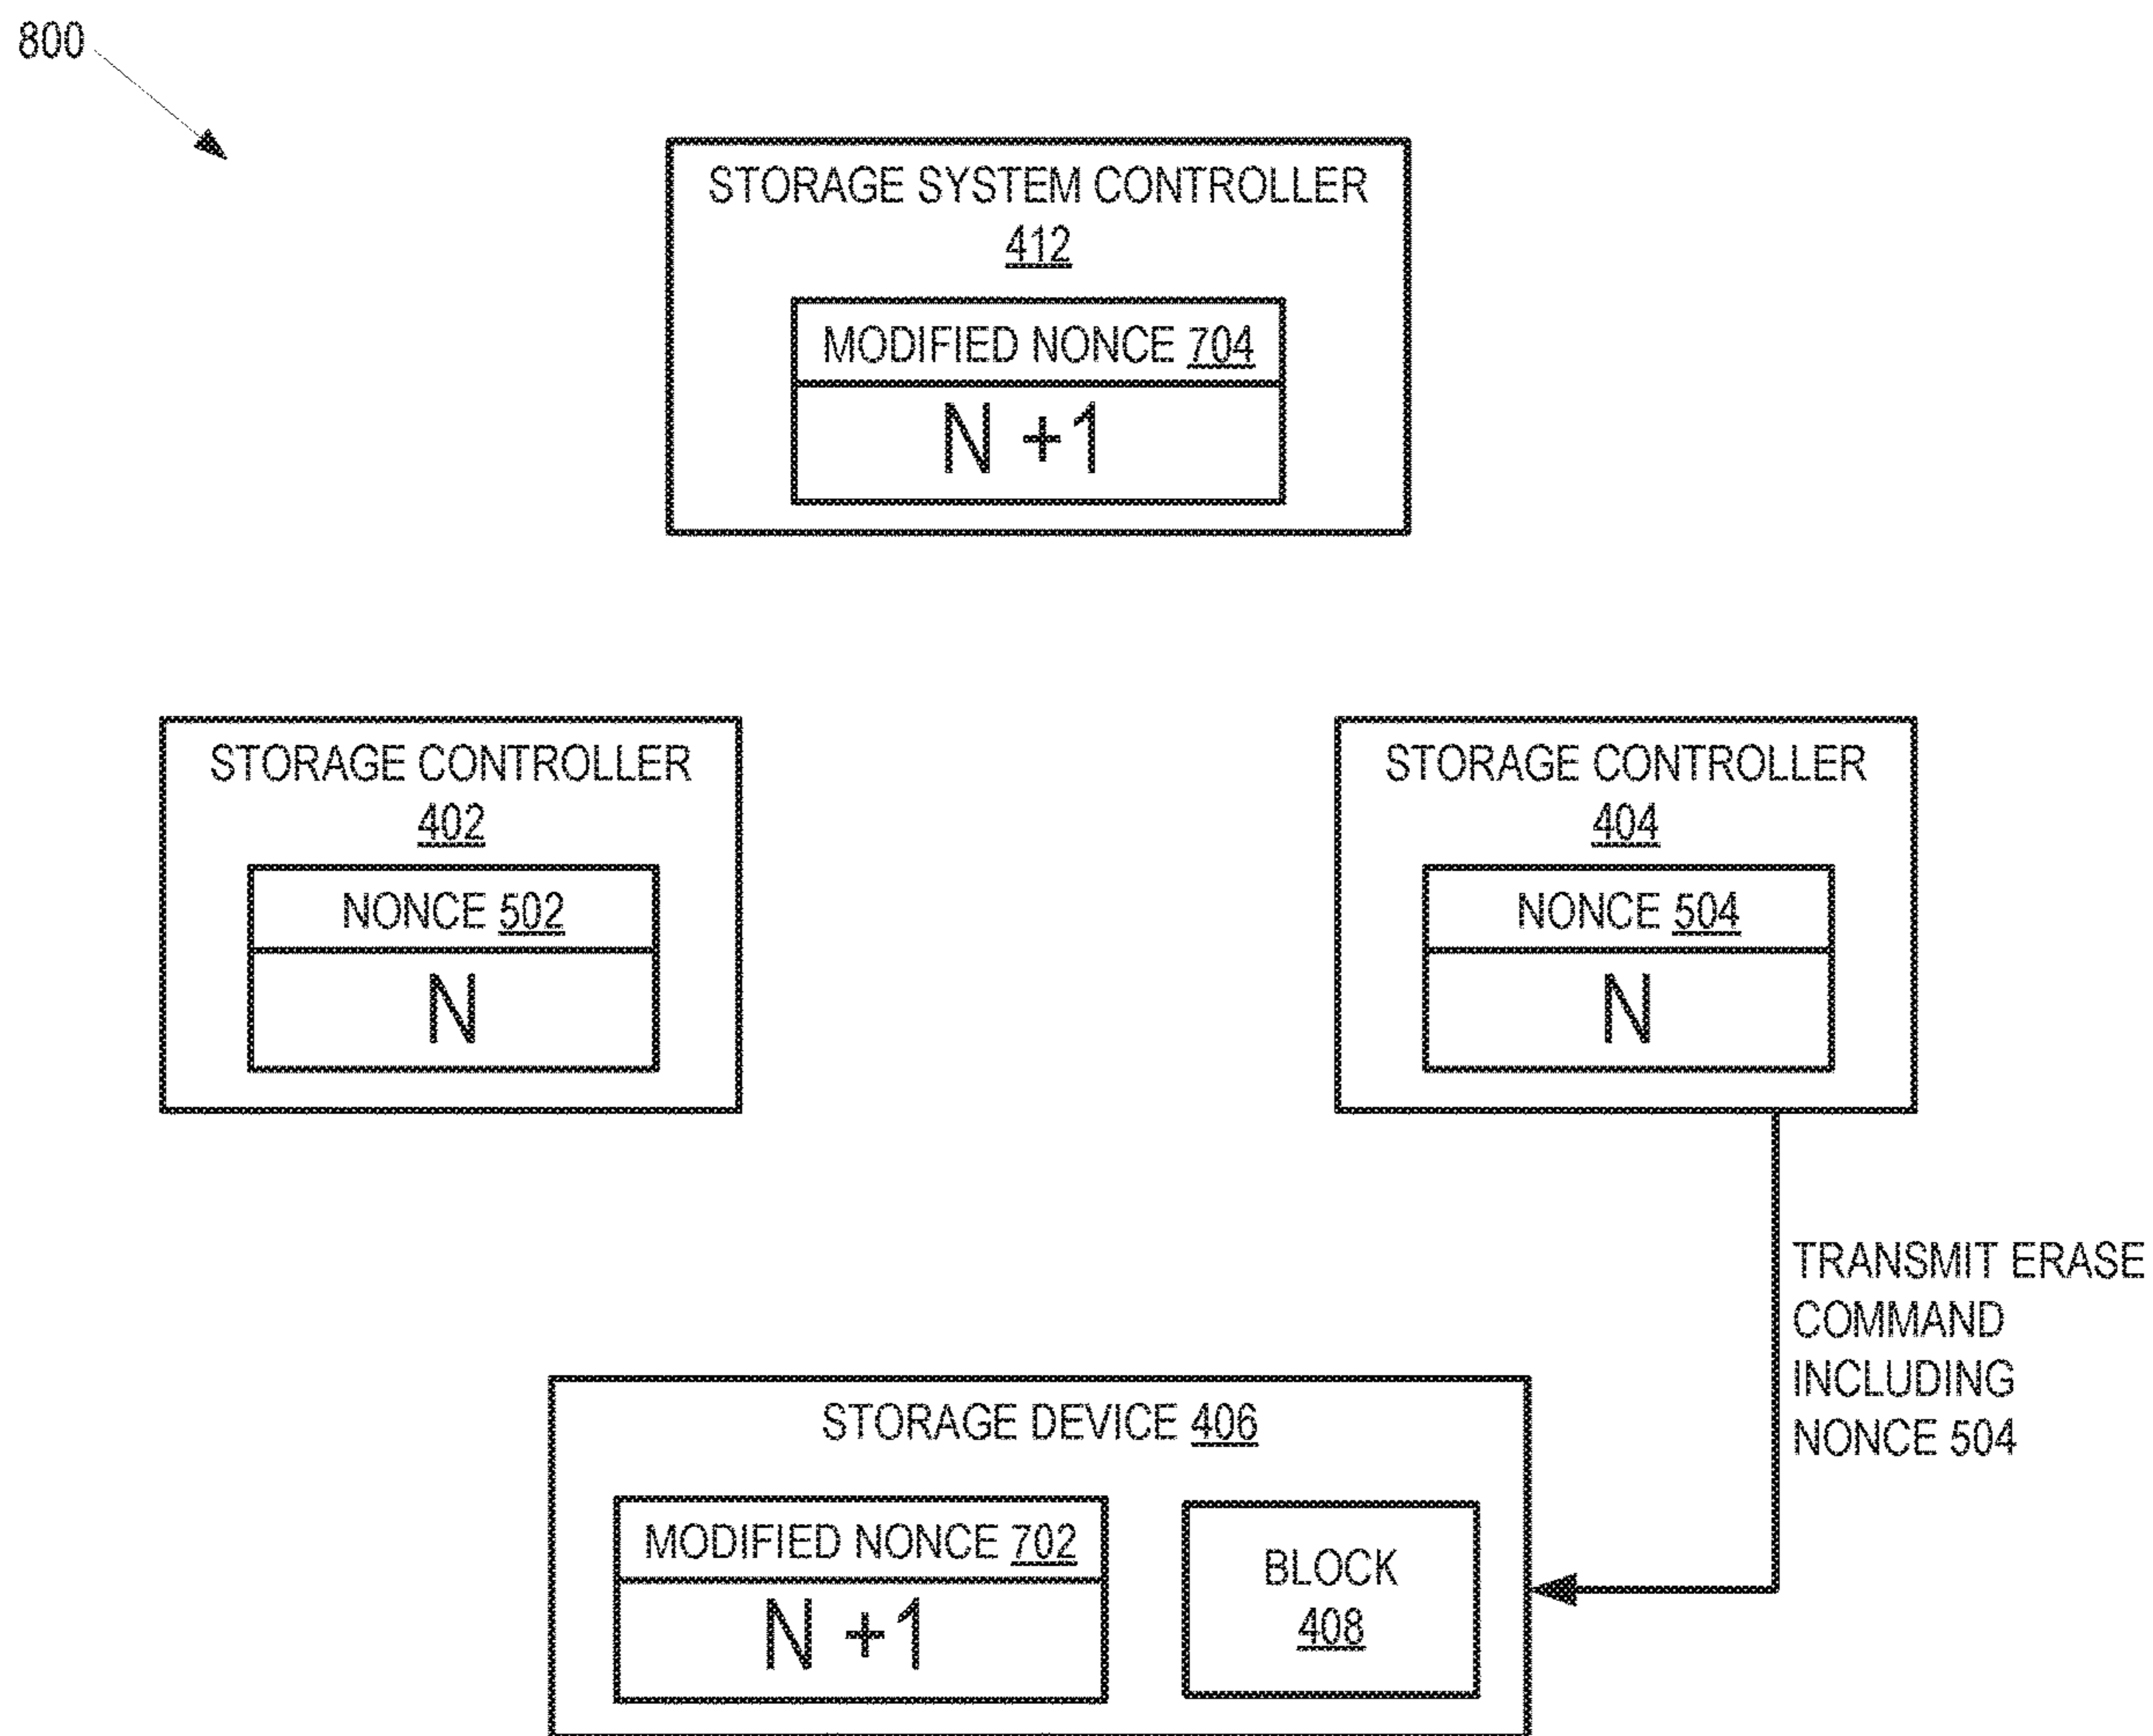 800
STORAGE SYSTEM CONTROLLER
412
MODIFIED NONCE 704
N +1
STORAGE CONTROLLER
402
NONCE 502
N
STORAGE CONTROLLER
404
NONCE 504
N
TRANSMIT ERASE
COMMAND
INCLUDING
NONCE 504
STORAGE DEVICE 406
MODIFIED NONCE 702
N +1
BLOCK
408